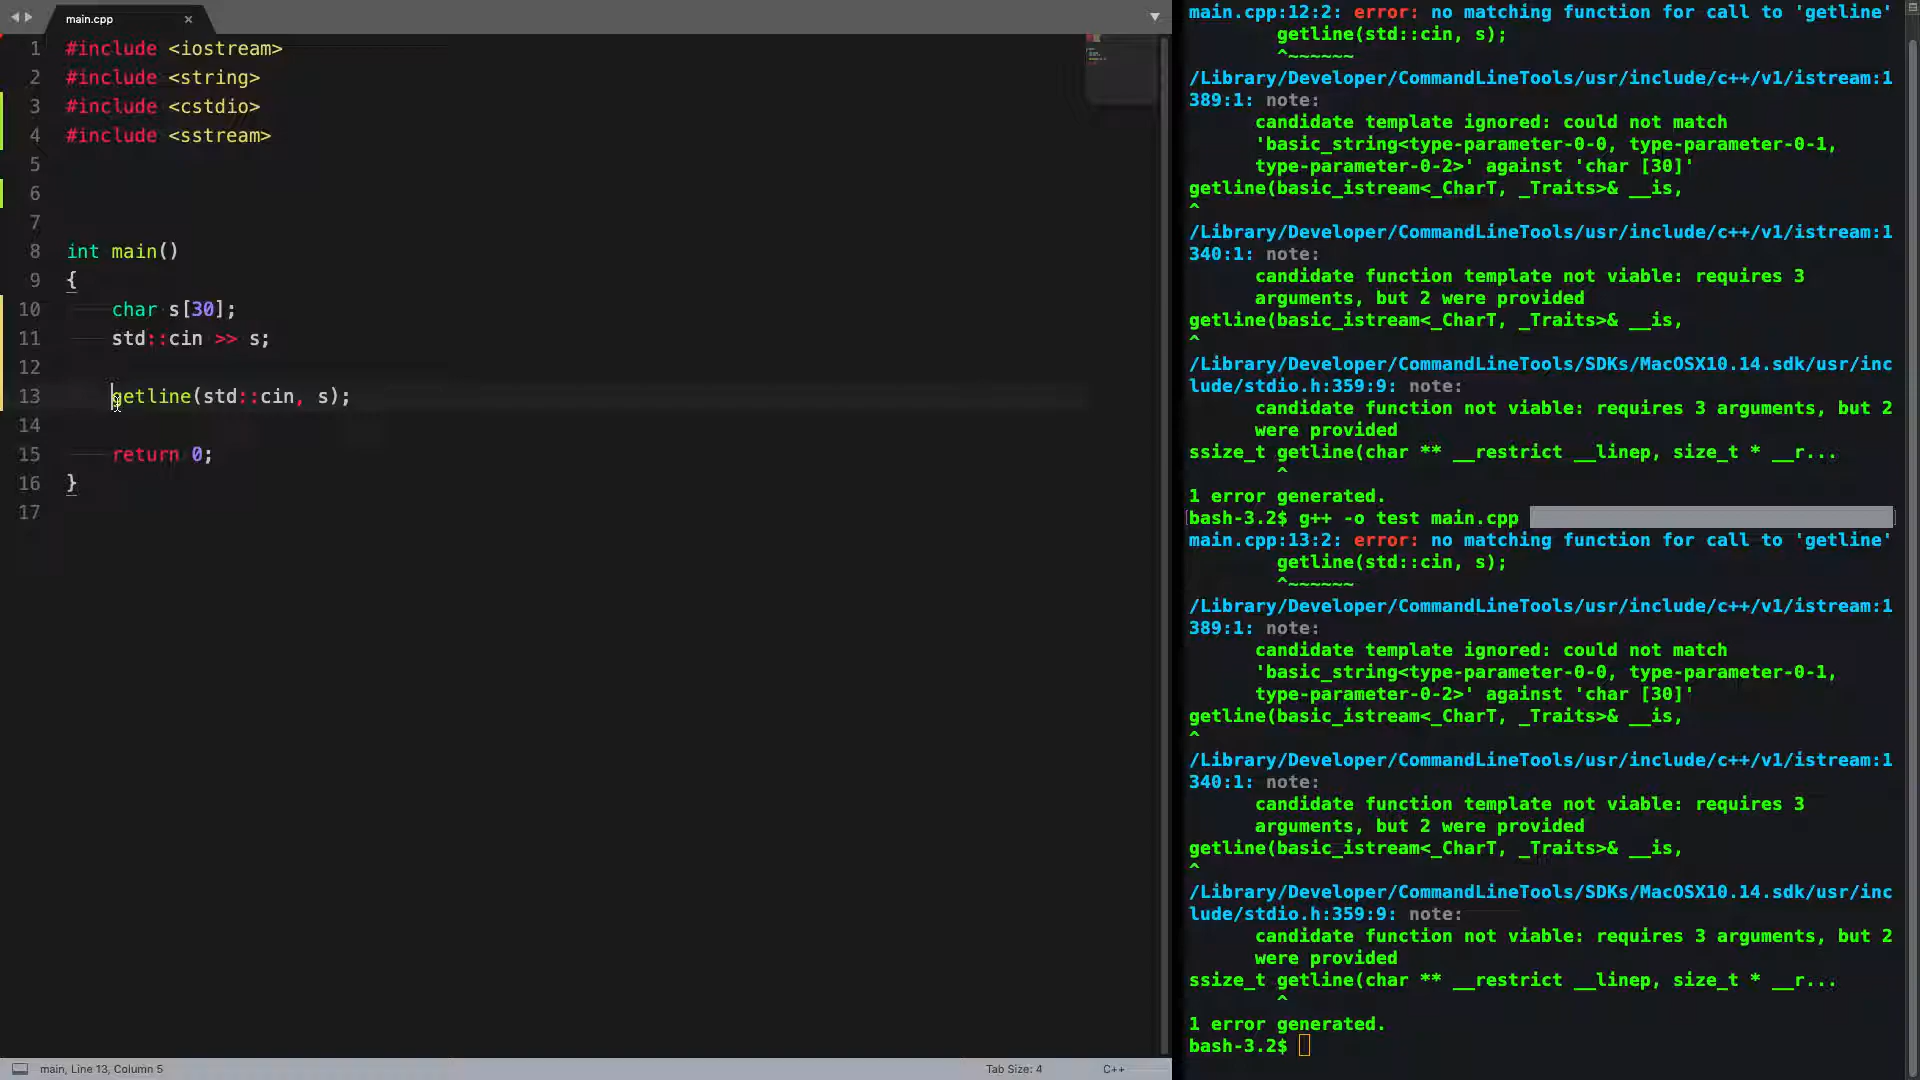 main.cpp ×
1 #include <iostream>
2 #include <string>
3 #include <cstdio>
4 #include <sstream>
5
6
7
8 int main()
9 {
10 char s[30];
11 std::cin >> s;
12
13 getline(std::cin, s);
14
15 return 0;
16 }
17
main, Line 13, Column 5 Tab Size: 4 C++
main.cpp:12:2: error: no matching function for call to 'getline'
getline(std::cin, s);
^~~~~~~
/Library/Developer/CommandLineTools/usr/include/c++/v1/istream:1
389:1: note:
candidate template ignored: could not match
'basic_string<type-parameter-0-0, type-parameter-0-1,
type-parameter-0-2>' against 'char [30]'
getline(basic_istream<_CharT, _Traits>& __is,
^
/Library/Developer/CommandLineTools/usr/include/c++/v1/istream:1
340:1: note:
candidate function template not viable: requires 3
arguments, but 2 were provided
getline(basic_istream<_CharT, _Traits>& __is,
^
/Library/Developer/CommandLineTools/SDKs/MacOSX10.14.sdk/usr/inc
lude/stdio.h:359:9: note:
candidate function not viable: requires 3 arguments, but 2
were provided
ssize_t getline(char ** __restrict __linep, size_t * __r...
^
1 error generated.
bash-3.2$ g++ -o test main.cpp
main.cpp:13:2: error: no matching function for call to 'getline'
getline(std::cin, s);
^~~~~~~
/Library/Developer/CommandLineTools/usr/include/c++/v1/istream:1
389:1: note:
candidate template ignored: could not match
'basic_string<type-parameter-0-0, type-parameter-0-1,
type-parameter-0-2>' against 'char [30]'
getline(basic_istream<_CharT, _Traits>& __is,
^
/Library/Developer/CommandLineTools/usr/include/c++/v1/istream:1
340:1: note:
candidate function template not viable: requires 3
arguments, but 2 were provided
getline(basic_istream<_CharT, _Traits>& __is,
^
/Library/Developer/CommandLineTools/SDKs/MacOSX10.14.sdk/usr/inc
lude/stdio.h:359:9: note:
candidate function not viable: requires 3 arguments, but 2
were provided
ssize_t getline(char ** __restrict __linep, size_t * __r...
^
1 error generated.
bash-3.2$